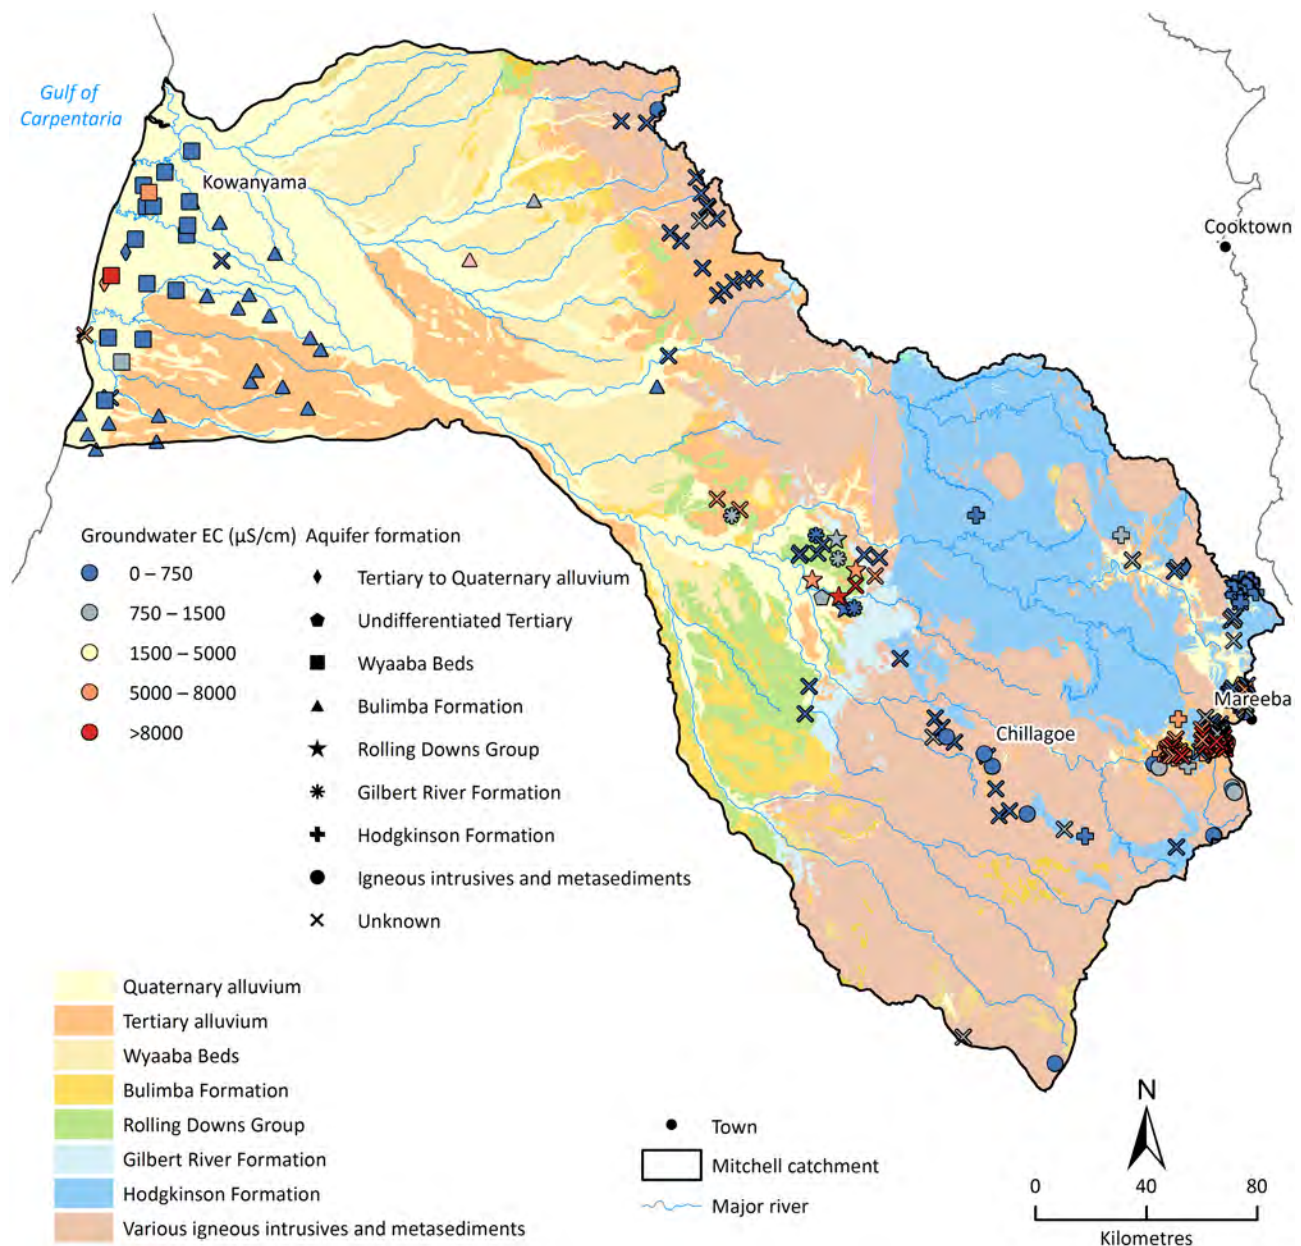 Gulf of
Carpentaria
Kowanyama
Cooktown
Mareeba
Chillagoe
Groundwater EC (µS/cm)
0 – 750
750 – 1500
1500 – 5000
5000 – 8000
>8000
Aquifer formation
Tertiary to Quaternary alluvium
Undifferentiated Tertiary
Wyaaba Beds
Bulimba Formation
Rolling Downs Group
Gilbert River Formation
Hodgkinson Formation
Igneous intrusives and metasediments
Unknown
Quaternary alluvium
Tertiary alluvium
Wyaaba Beds
Bulimba Formation
Rolling Downs Group
Gilbert River Formation
Hodgkinson Formation
Various igneous intrusives and metasediments
Town
Mitchell catchment
Major river
N
0 40 80
Kilometres